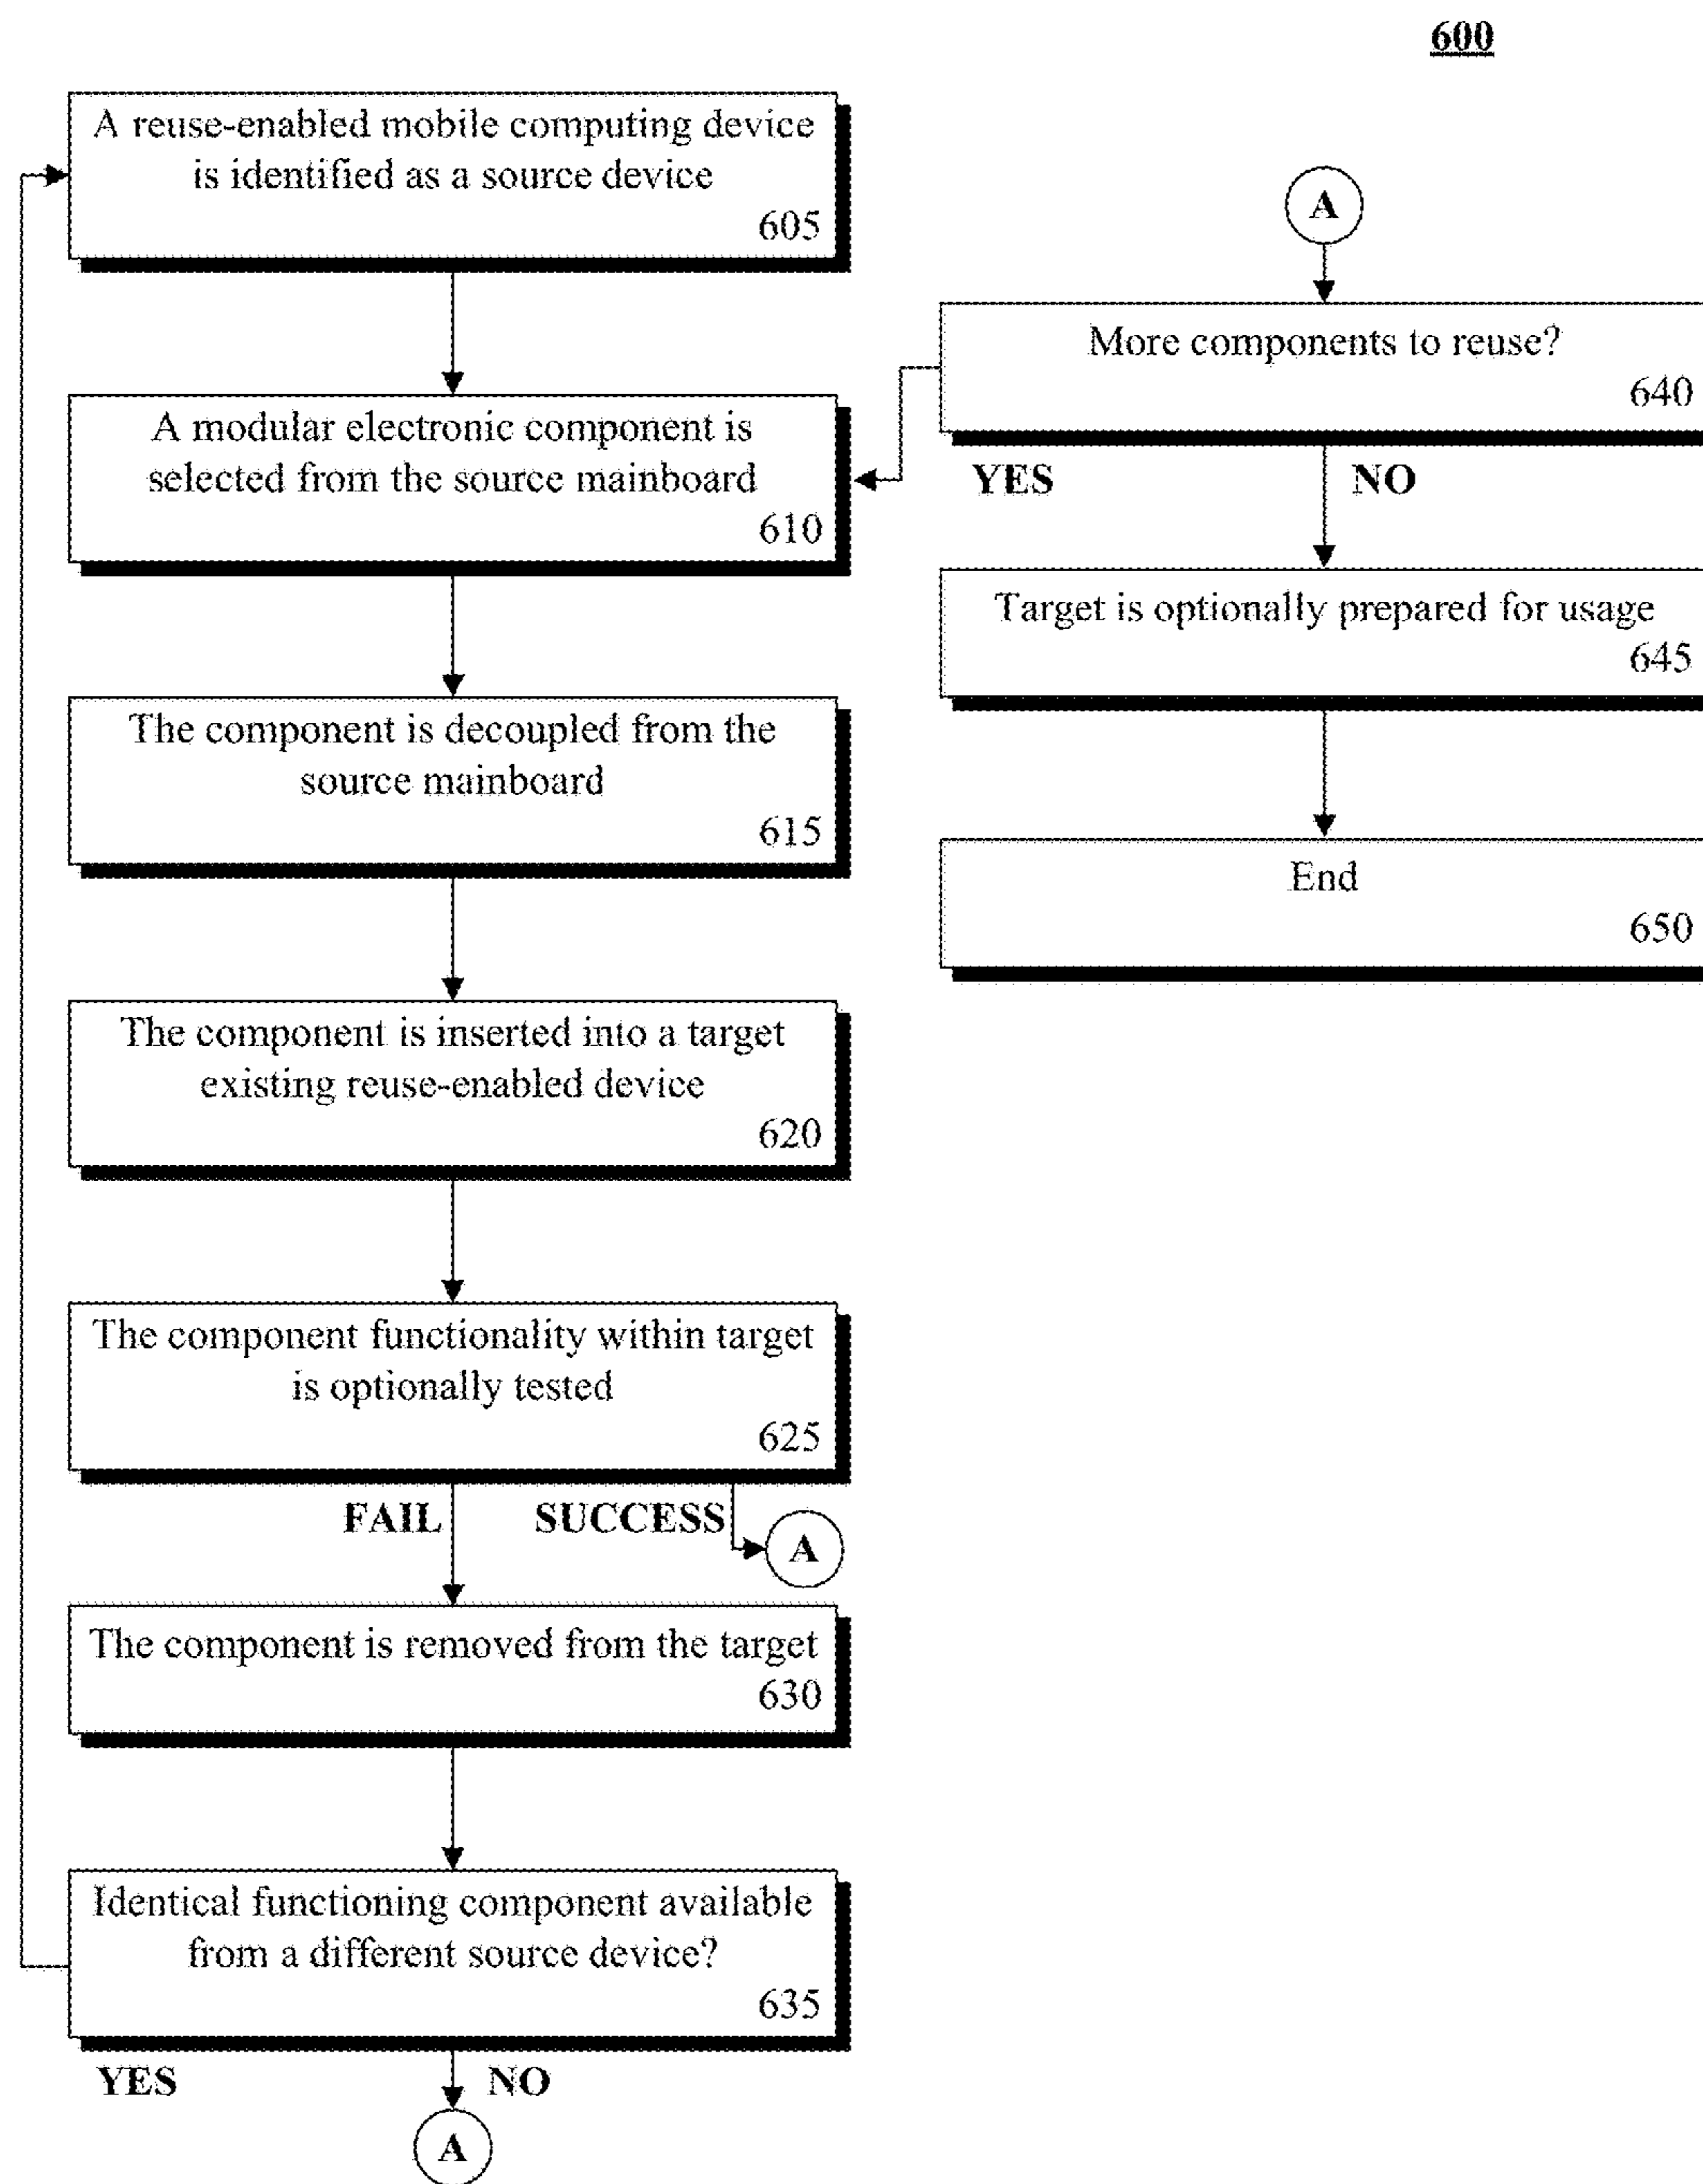 600
A reuse-enabled mobile computing device
is identified as a source device
605
A modular electronic component is
selected from the source mainboard
610
The component is decoupled from the
source mainboard
615
The component is inserted into a target
existing reuse-enabled device
620
The component functionality within target
is optionally tested
625
FAIL
SUCCESS
A
The component is removed from the target
630
Identical functioning component available
from a different source device?
635
YES
NO
A
A
More components to reuse?
640
YES
NO
Target is optionally prepared for usage
645
End
650